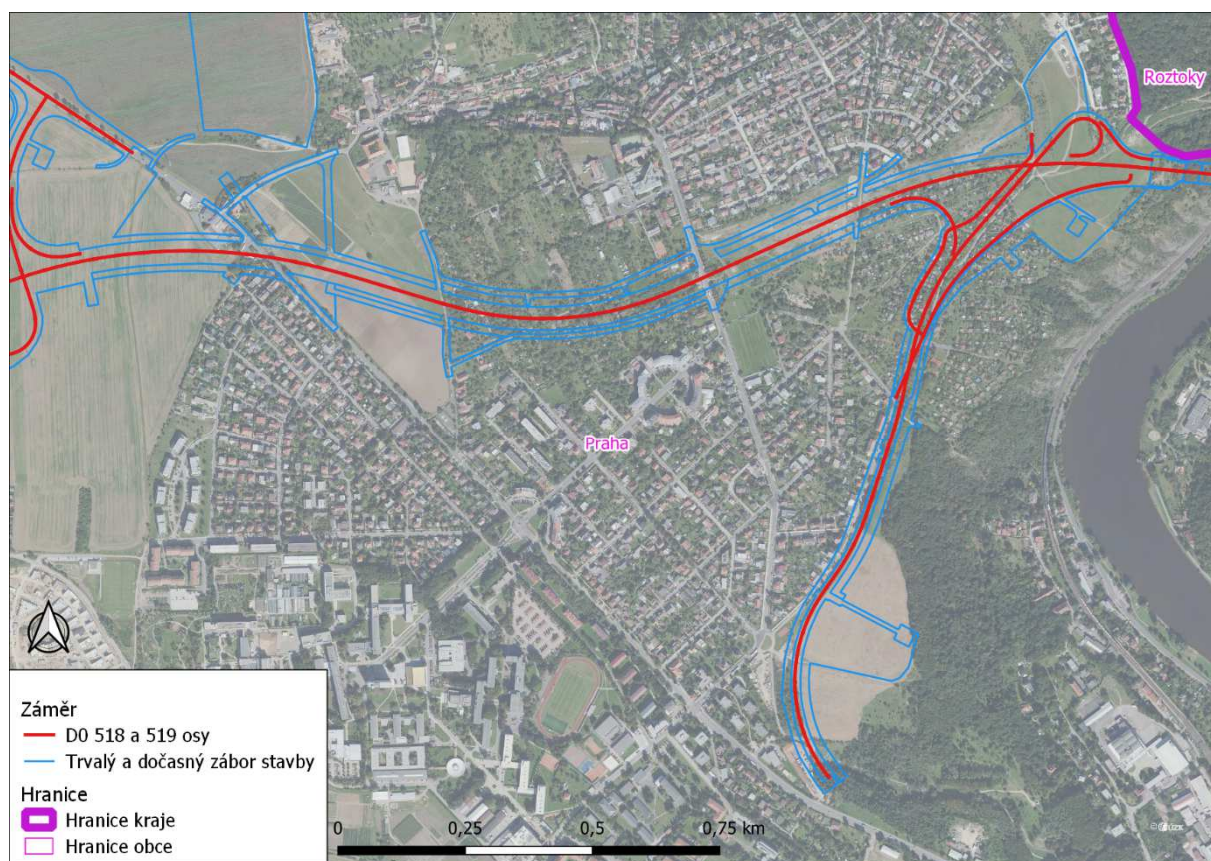 Roztoky
Praha
Záměr
D0 518 a 519 osy
Trvalý a dočasný zábor stavby
Hranice
Hranice kraje
Hranice obce
0 0,25 0,5 0,75 km